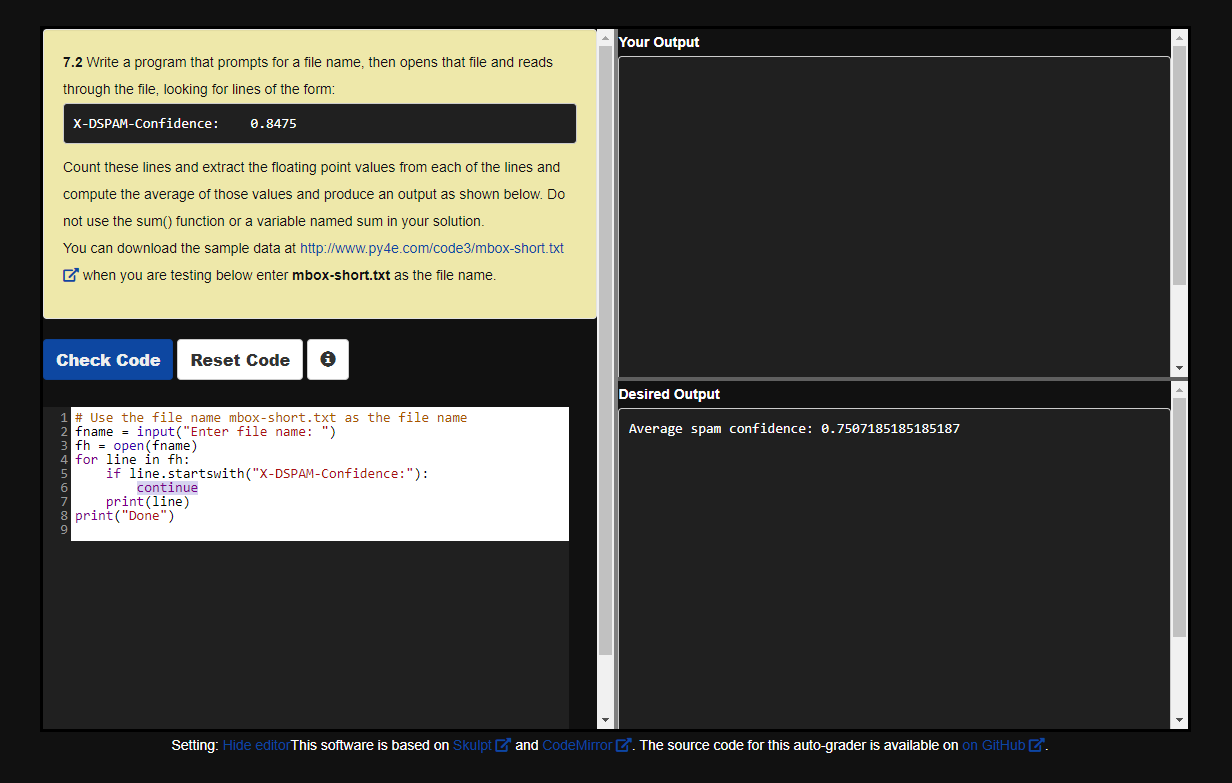 7.2 Write a program that prompts for a file name, then opens that file and reads
through the file, looking for lines of the form:
X-DSPAM-Confidence:    0.8475
Count these lines and extract the floating point values from each of the lines and
compute the average of those values and produce an output as shown below. Do
not use the sum() function or a variable named sum in your solution.
You can download the sample data at http://www.py4e.com/code3/mbox-short.txt
when you are testing below enter mbox-short.txt as the file name.
Check Code
Reset Code
1 # Use the file name mbox-short.txt as the file name
2 fname = input("Enter file name: ")
3 fh = open(fname)
4 for line in fh:
5     if line.startswith("X-DSPAM-Confidence:"):
6         continue
7     print(line)
8 print("Done")
9
Your Output
Desired Output
Average spam confidence: 0.7507185185185187
Setting: Hide editorThis software is based on Skulpt and CodeMirror. The source code for this auto-grader is available on on GitHub.